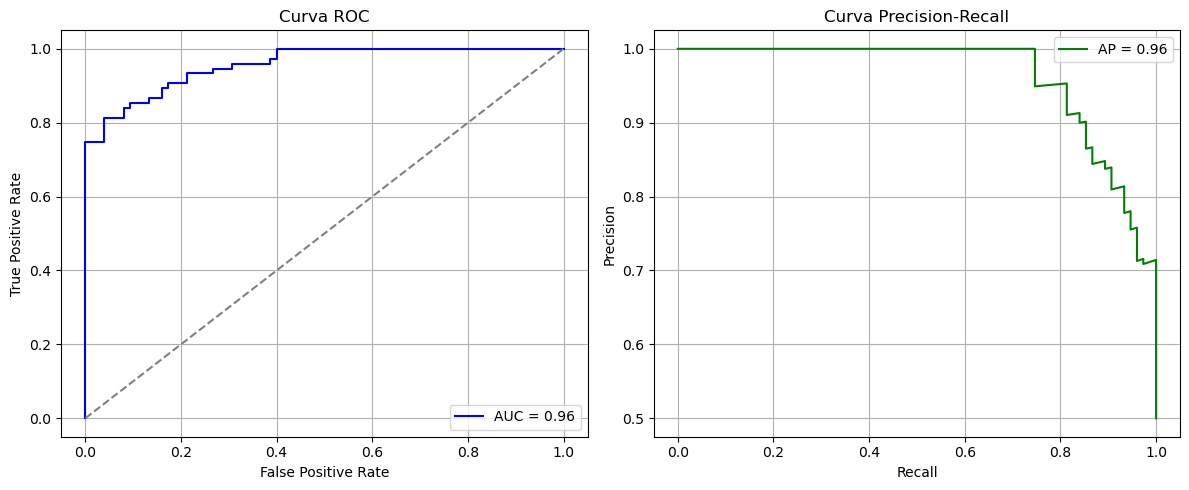 Curva ROC
True Positive Rate
1.0
0.8
0.6
0.4
0.2
0.0
AUC = 0.96
0.0 0.2 0.4 0.6 0.8 1.0
False Positive Rate
Curva Precision-Recall
Precision
1.0
0.9
0.8
0.7
0.6
0.5
AP = 0.96
0.0 0.2 0.4 0.6 0.8 1.0
Recall